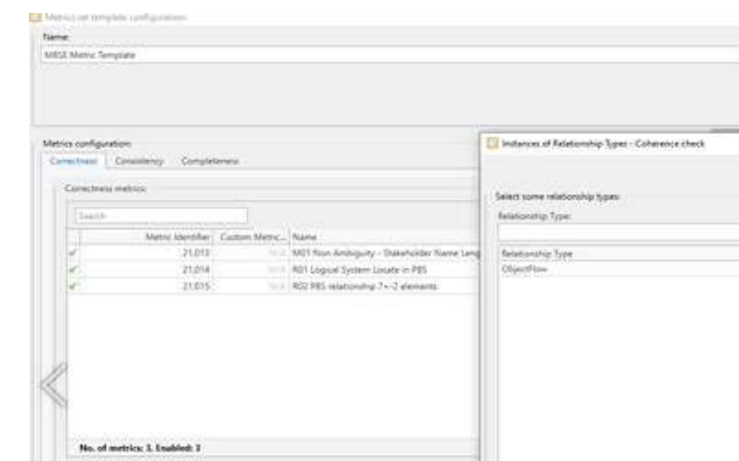 Metrics set template configurations
Name:
MBSE Metric Template
Metrics configuration:
Correctness Consistency Completeness
Correctness metrics:
Search
Metric Identifier Custom Metric... Name
21,013 N/A M01 Non Ambiguity - Stakeholder Name Leng
21,014 N/A R01 Logical System Locate in PBS
21,015 N/A R02 PBS relationship 7+-2 elements
No. of metrics: 3, Enabled: 3
Instances of Relationship Types - Coherence check
Select some relationship types:
Relationship Type:
Relationship Type
ObjectFlow